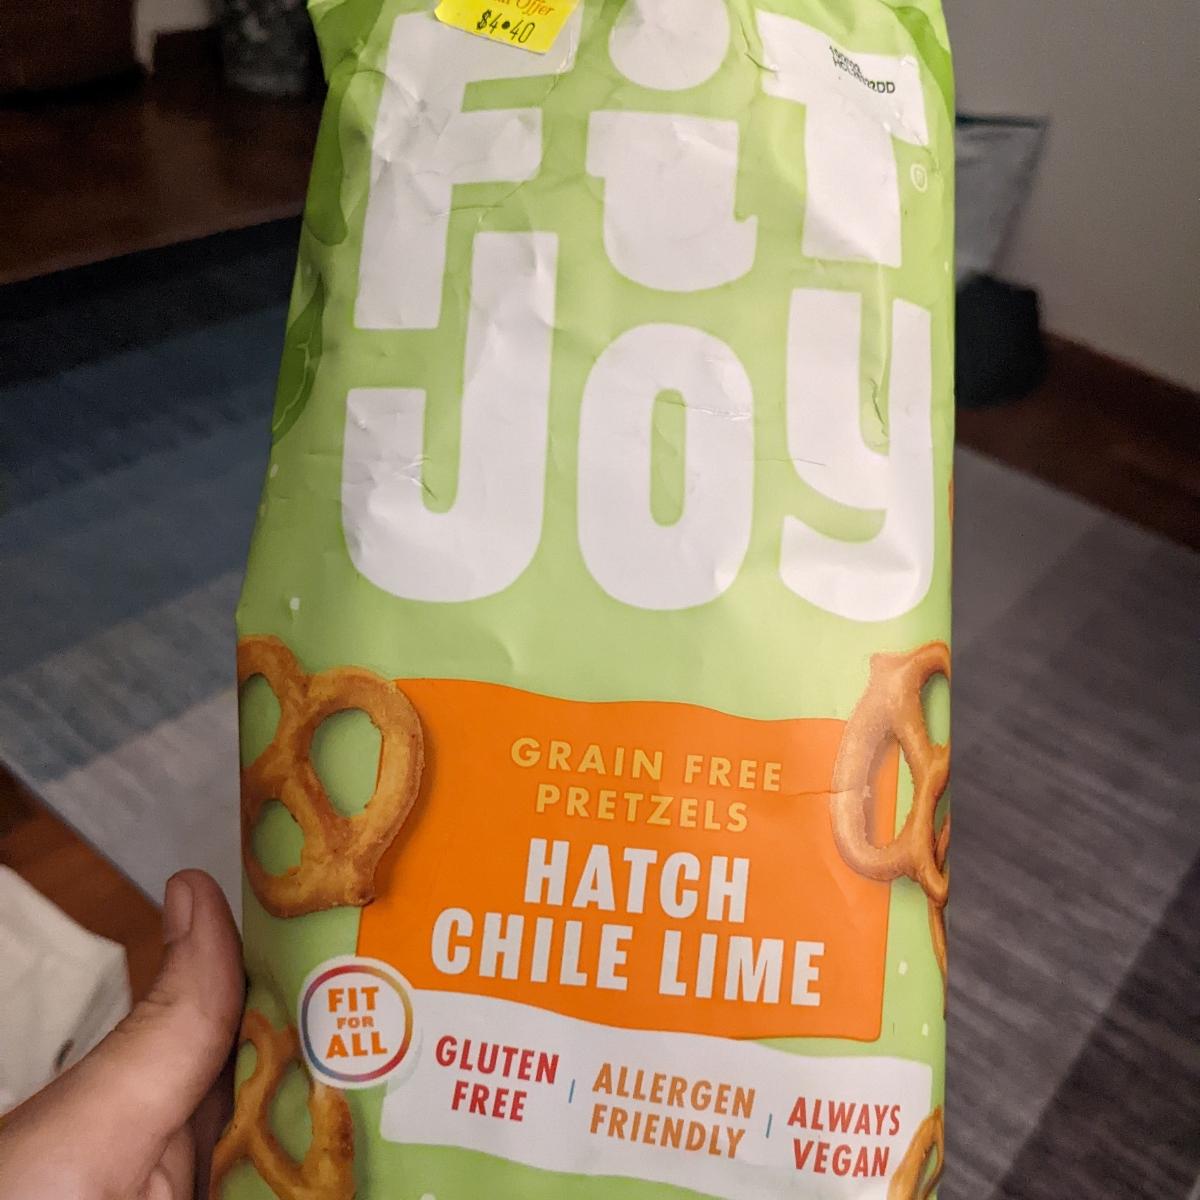 Offer
$4.40
FiT
Joy
GRAIN FREE
PRETZELS
HATCH
CHILE LIME
FIT
FOR
ALL
GLUTEN
FREE
ALLERGEN
FRIENDLY
ALWAYS
VEGAN